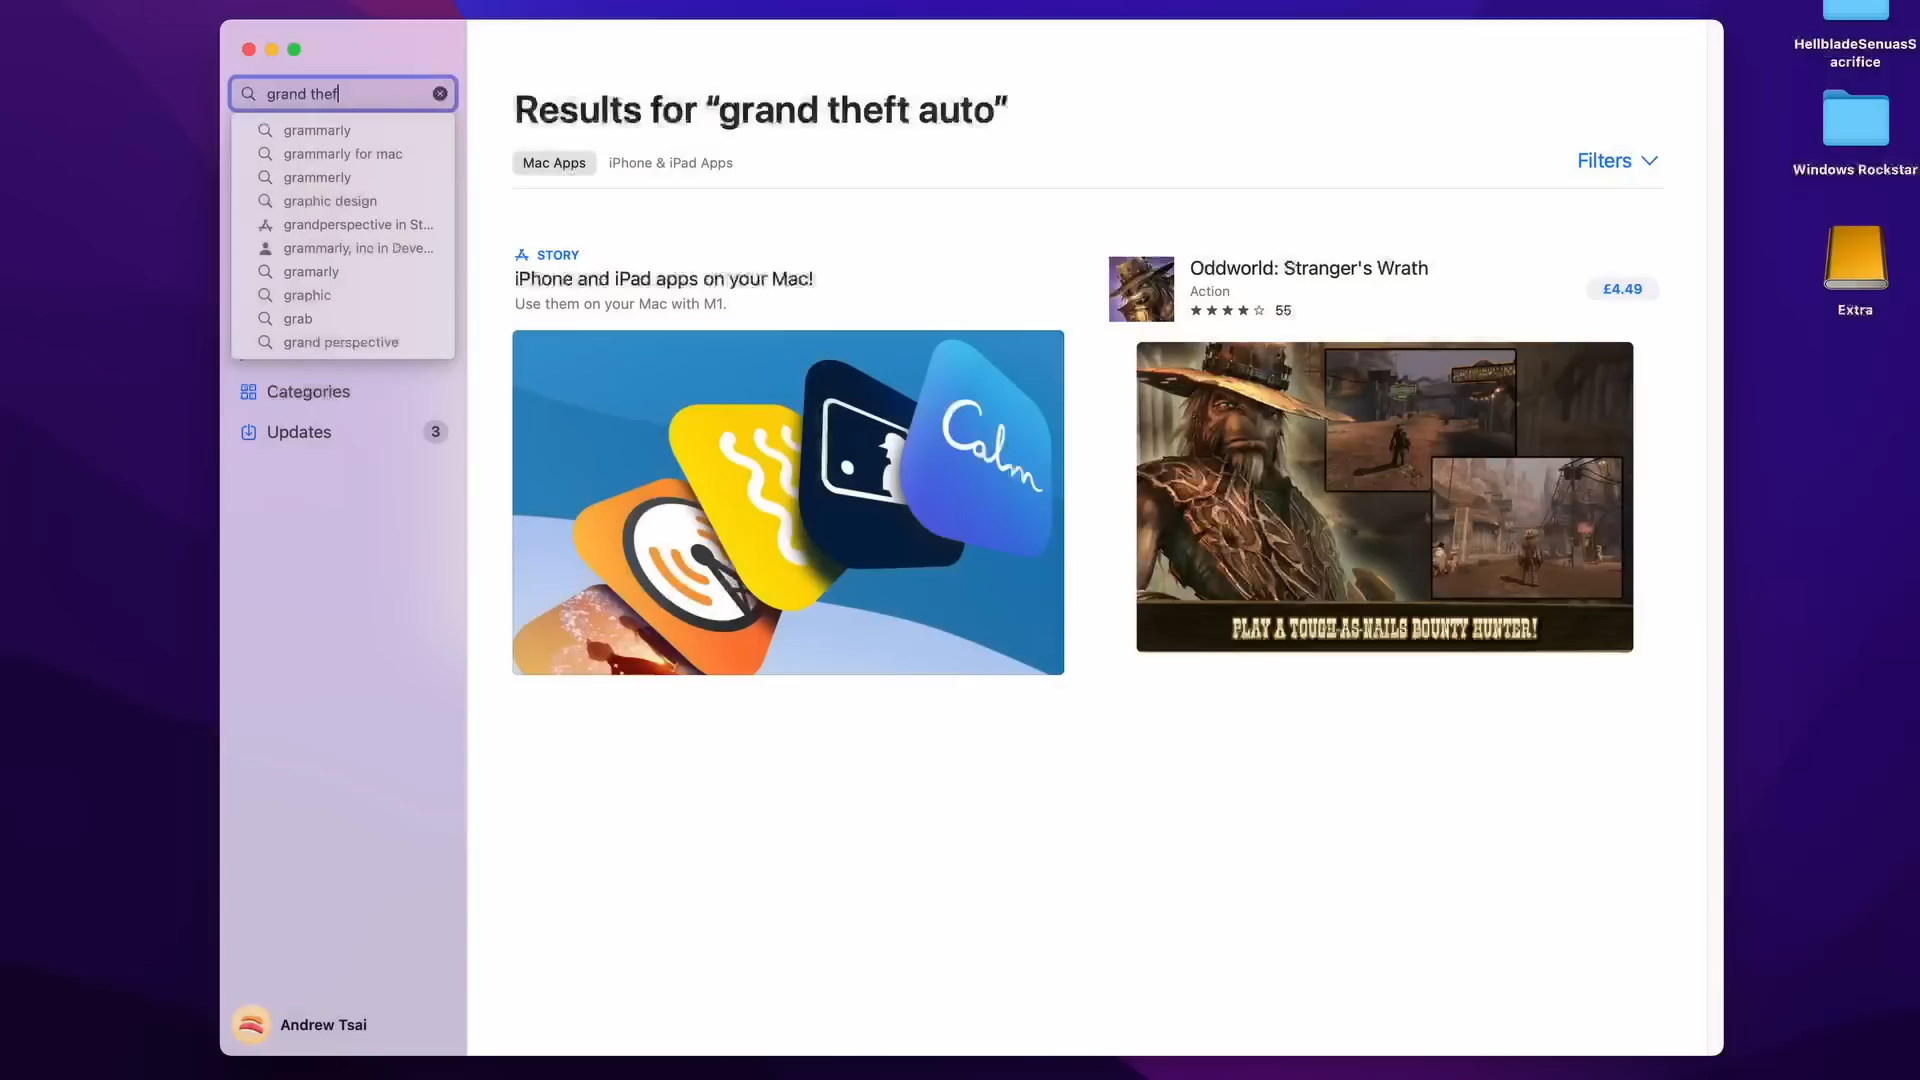 grand thef
grammarly
grammarly for mac
grammerly
graphic design
grandperspective in St...
grammarly, inc in Deve...
gramarly
graphic
grab
grand perspective
Categories
Updates
3
Andrew Tsai
Results for “grand theft auto”
Mac Apps
iPhone & iPad Apps
Filters
STORY
iPhone and iPad apps on your Mac!
Use them on your Mac with M1.
Calm
Oddworld: Stranger's Wrath
Action
55
£4.49
PLAY A TOUGH-AS-NAILS BOUNTY HUNTER!
HellbladeSenuasS
acrifice
Windows Rockstar
Extra